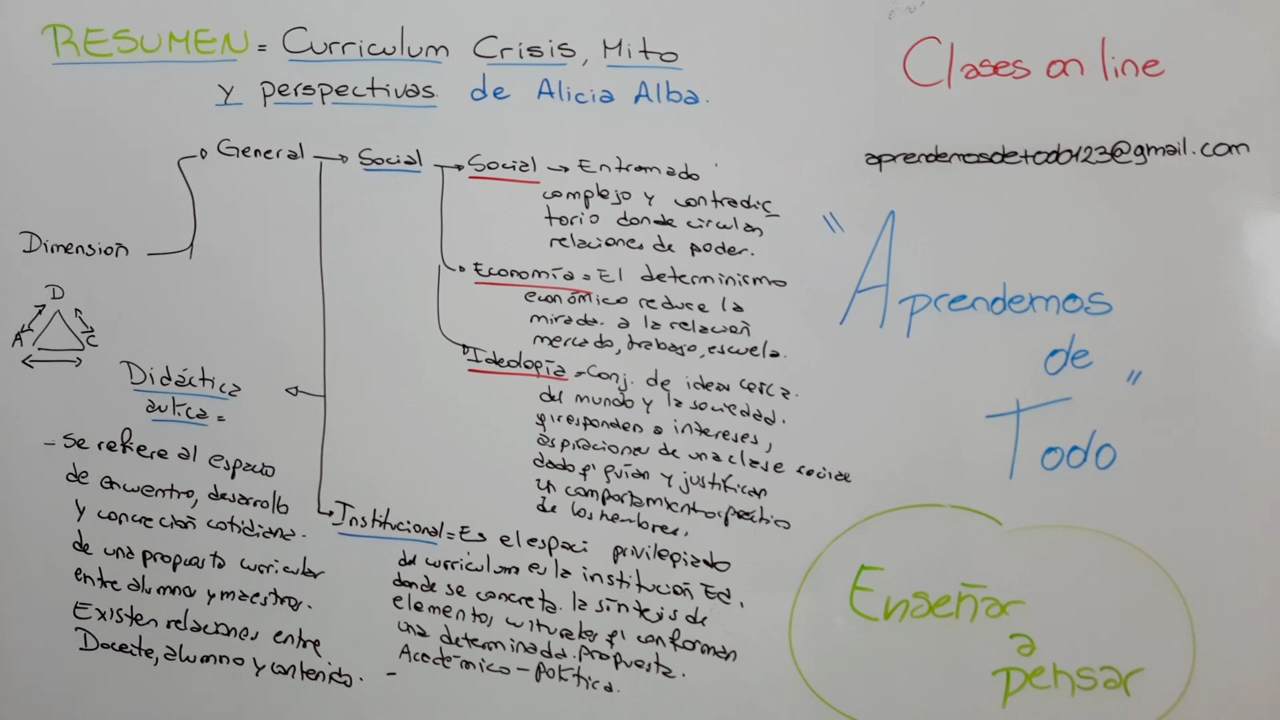 RESUMEN = Curriculum Crisis, Mito
y perspectivas de Alicia Alba.
Clases on line
aprendemosdetodo123@gmail.com
Dimensión
General
Social
Social → Entramado
complejo y contradic
torio donde circulan
relaciones de poder.
Economía = El determinismo
económico reduce la
mirada. a la relación
mercado, trabajo, escuela.
Ideología = Conj. de ideas cerca.
del mundo y la sociedad.
q' responden a intereses,
aspiraciones de una clase social
dado q' guían y justifican
un comportamiento práctico
de los hombres.
D
A C
Didáctica
aulica =
- Se refiere al espacio
de encuentro, desarrollo
y concreción cotidiana.
de una propuesta curricular
entre alumnos y maestros.
Existen relaciones entre
Docente, alumno y contenido.
Institucional = Es el espaci privilegiado
del curriculum es la institución Ed.
donde se concreta. la síntesis de
elementos culturales q' conforman
una determinada propuesta.
Académico - política.
"Aprendemos
de
Todo"
Enseñar
a
pensar